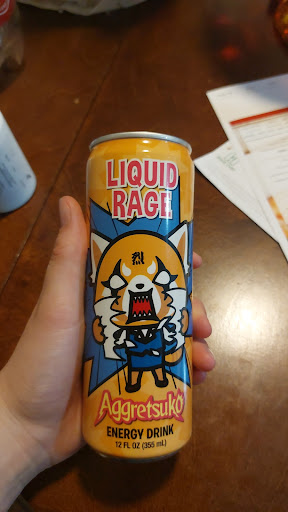 LIQUID
RAGE
烈
Aggretsuko
ENERGY DRINK
12 FL OZ (355 mL)